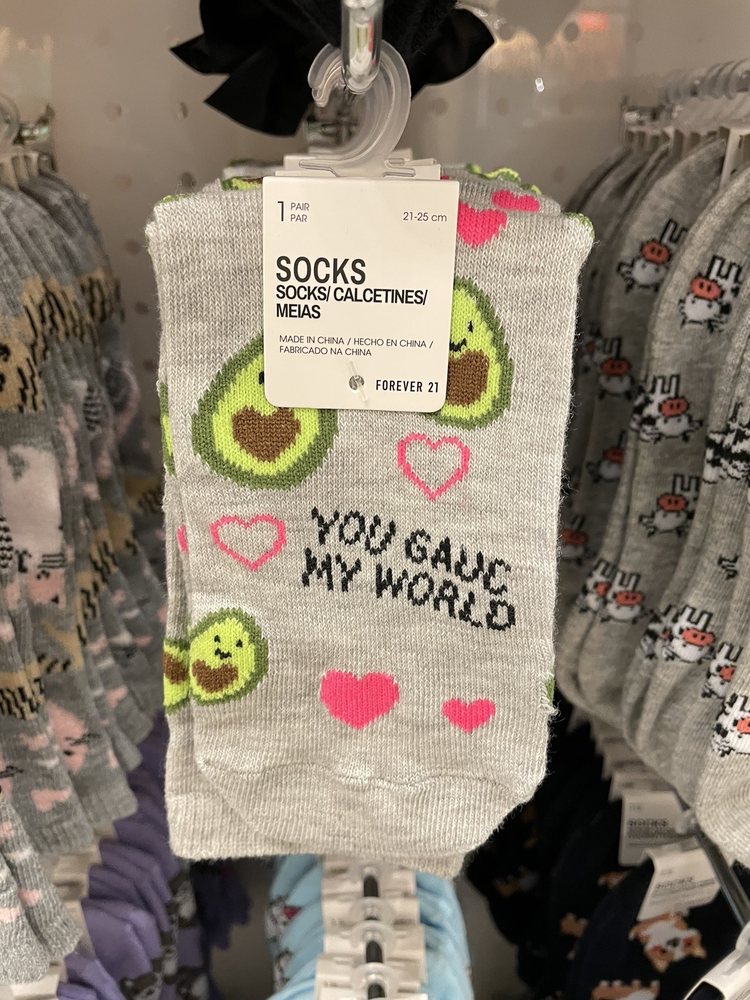 1 PAIR
PAR
21-25 cm
SOCKS
SOCKS/ CALCETINES/
MEIAS
MADE IN CHINA / HECHO EN CHINA /
FABRICADO NA CHINA
FOREVER 21
YOU GAUC
MY WORLD
SOCKS